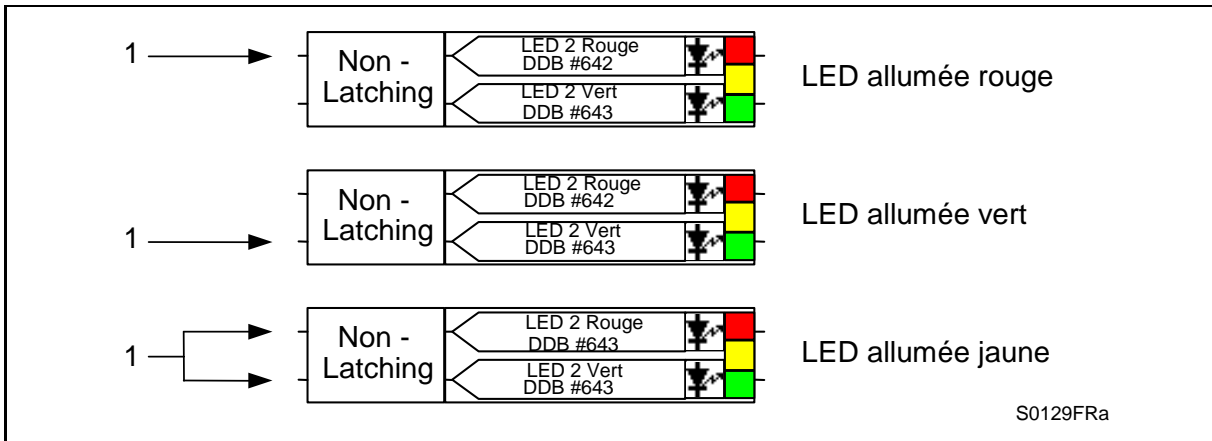 1
Non -
Latching
LED 2 Rouge
DDB #642
LED 2 Vert
DDB #643
LED allumée rouge
1
Non -
Latching
LED 2 Rouge
DDB #642
LED 2 Vert
DDB #643
LED allumée vert
1
Non -
Latching
LED 2 Rouge
DDB #643
LED 2 Vert
DDB #643
LED allumée jaune
S0129FRa